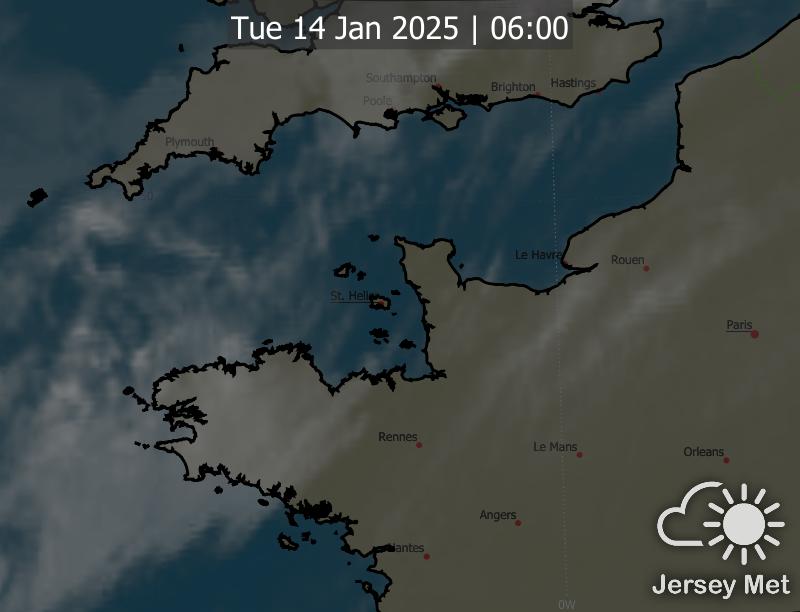 Tue 14 Jan 2025 | 06:00
Southampton
Brighton
Hastings
Poole
Plymouth
Le Havre
Rouen
St. Helier
Paris
Rennes
Le Mans
Orleans
Angers
Nantes
0W
Jersey Met